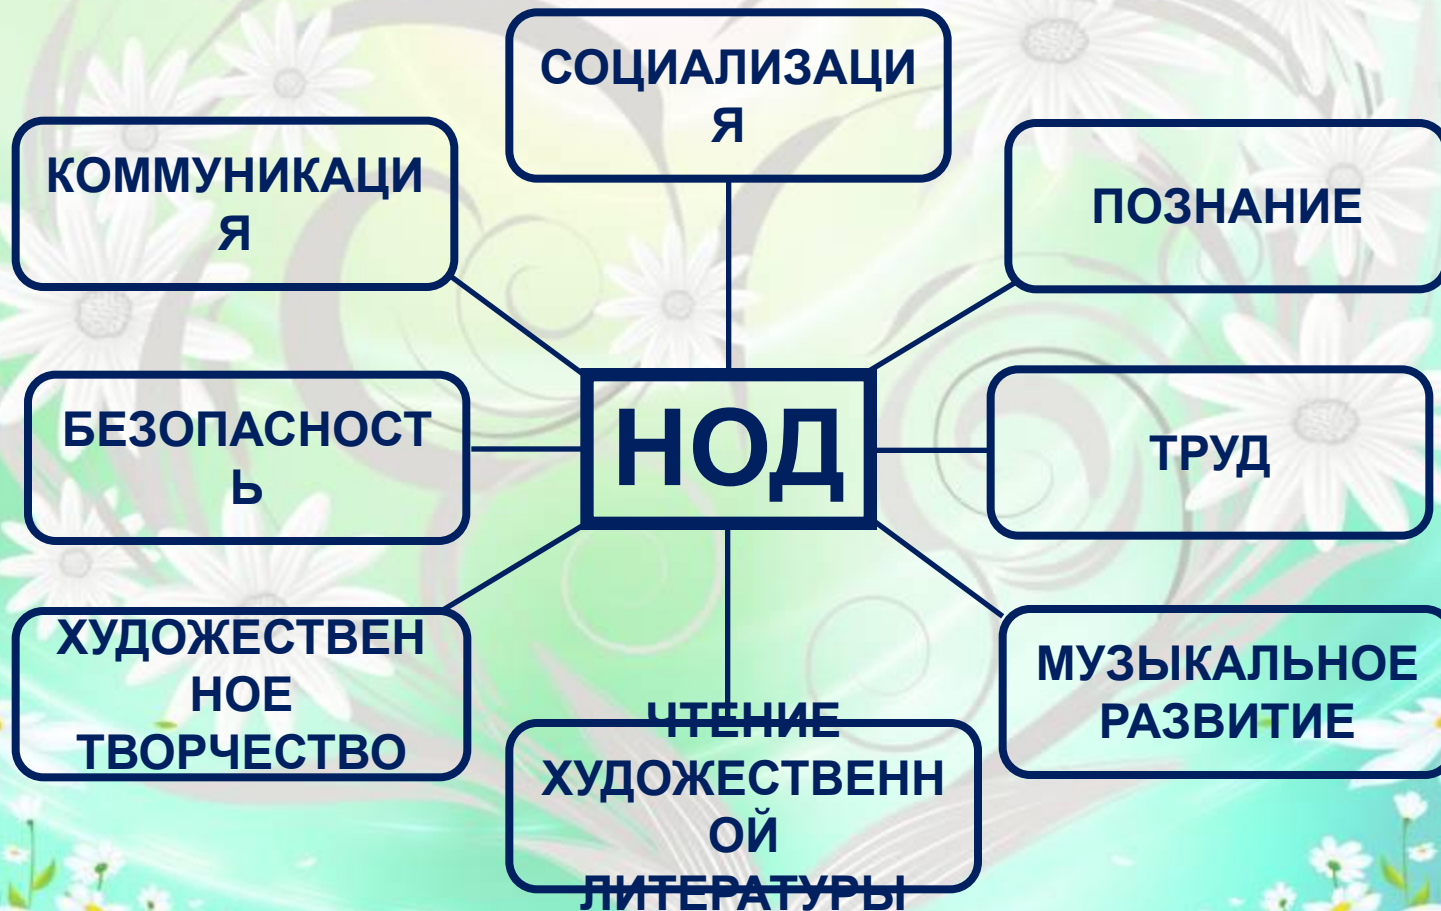 СОЦИАЛИЗАЦИ
Я
КОММУНИКАЦИ
Я
ПОЗНАНИЕ
БЕЗОПАСНОСТ
Ь
НОД
ТРУД
ХУДОЖЕСТВЕН
НОЕ
ТВОРЧЕСТВО
ЧТЕНИЕ
ХУДОЖЕСТВЕНН
ОЙ
ЛИТЕРАТУРЫ
МУЗЫКАЛЬНОЕ
РАЗВИТИЕ